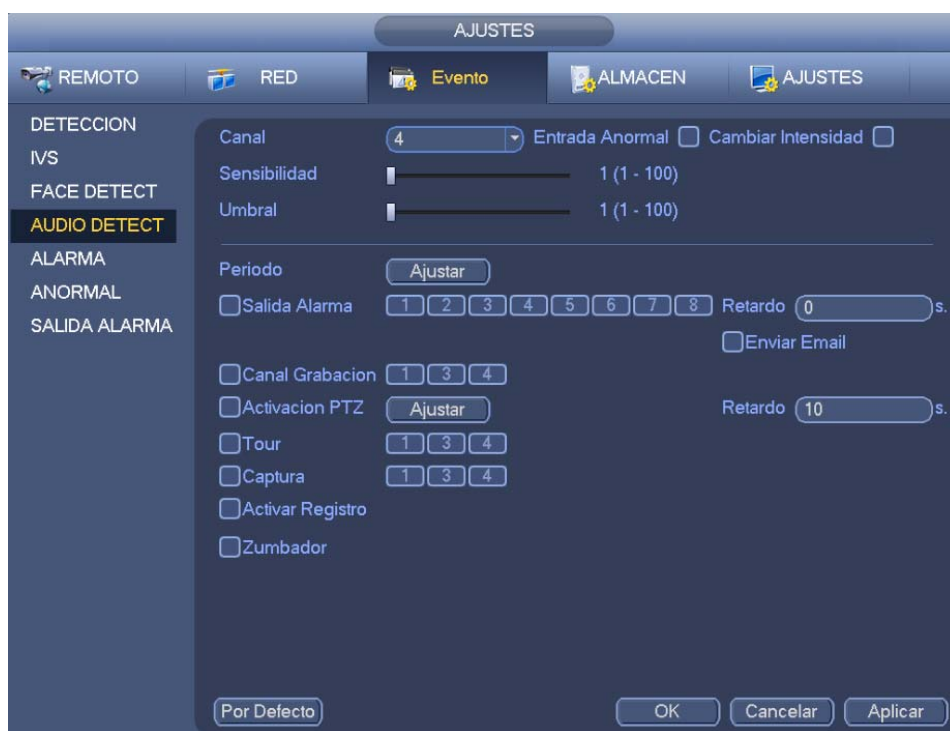 AJUSTES
REMOTO RED Evento ALMACEN AJUSTES
DETECCION
IVS
FACE DETECT
AUDIO DETECT
ALARMA
ANORMAL
SALIDA ALARMA
Canal 4 Entrada Anormal Cambiar Intensidad
Sensibilidad 1 (1 - 100)
Umbral 1 (1 - 100)
Periodo Ajustar
Salida Alarma 1 2 3 4 5 6 7 8 Retardo 0 s.
Enviar Email
Canal Grabacion 1 3 4
Activacion PTZ Ajustar Retardo 10 s.
Tour 1 3 4
Captura 1 3 4
Activar Registro
Zumbador
Por Defecto OK Cancelar Aplicar